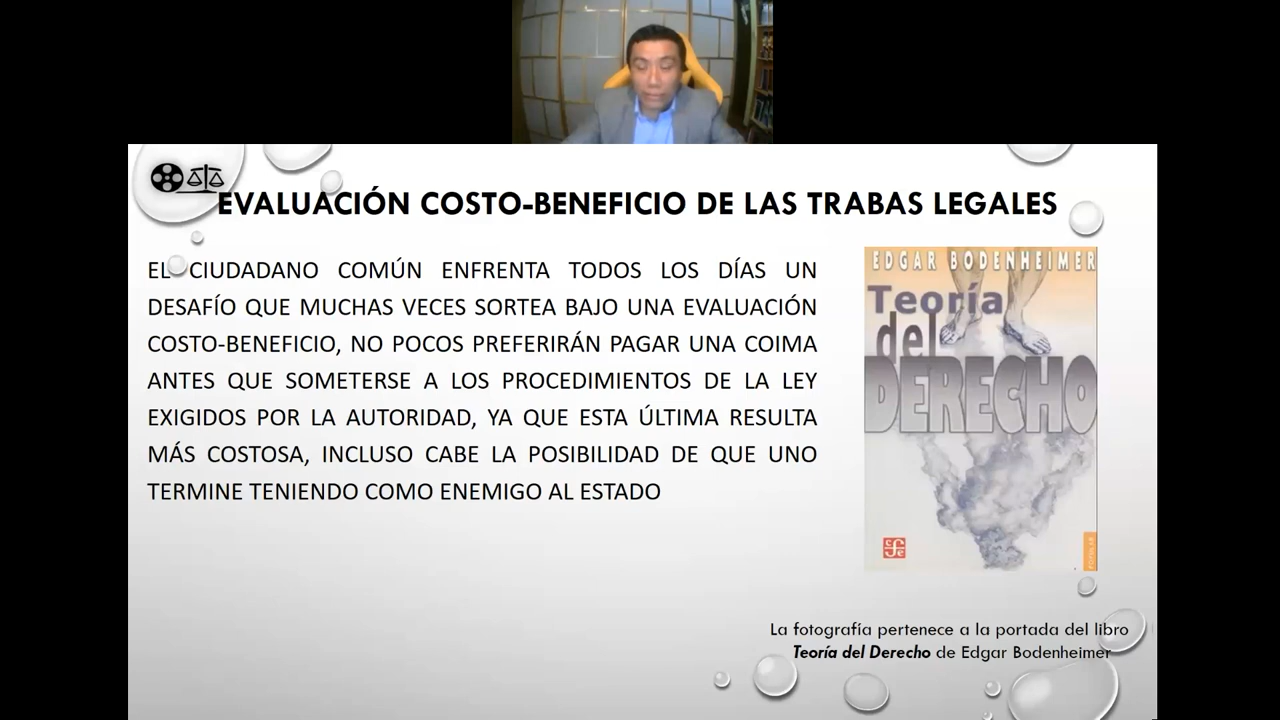 EVALUACIÓN COSTO-BENEFICIO DE LAS TRABAS LEGALES
EL CIUDADANO COMÚN ENFRENTA TODOS LOS DÍAS UN
DESAFÍO QUE MUCHAS VECES SORTEA BAJO UNA EVALUACIÓN
COSTO-BENEFICIO, NO POCOS PREFERIRÁN PAGAR UNA COIMA
ANTES QUE SOMETERSE A LOS PROCEDIMIENTOS DE LA LEY
EXIGIDOS POR LA AUTORIDAD, YA QUE ESTA ÚLTIMA RESULTA
MÁS COSTOSA, INCLUSO CABE LA POSIBILIDAD DE QUE UNO
TERMINE TENIENDO COMO ENEMIGO AL ESTADO
EDGAR BODENHEIMER
Teoría
del
DERECHO
cfe
POPULAR
La fotografía pertenece a la portada del libro
Teoría del Derecho de Edgar Bodenheimer